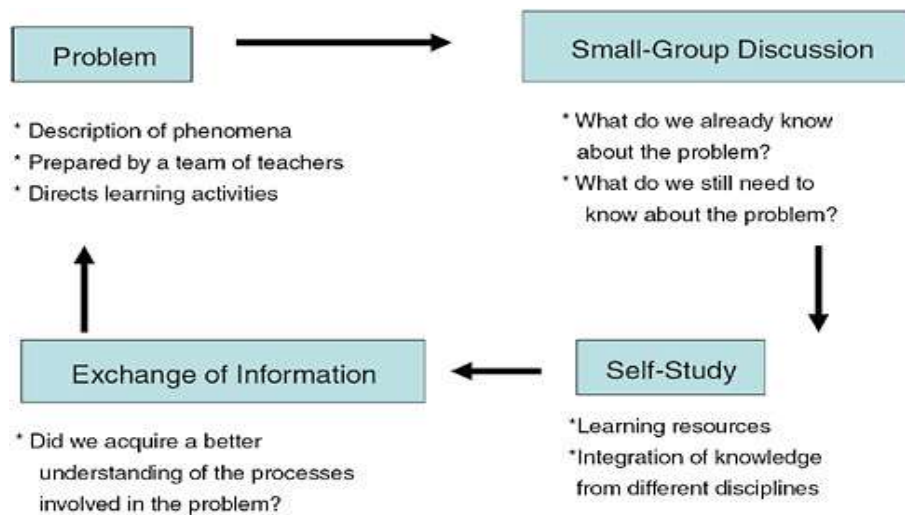 Problem
* Description of phenomena
* Prepared by a team of teachers
* Directs learning activities
Small-Group Discussion
* What do we already know
about the problem?
* What do we still need to
know about the problem?
Self-Study
*Learning resources
*Integration of knowledge
from different disciplines
Exchange of Information
* Did we acquire a better
understanding of the processes
involved in the problem?